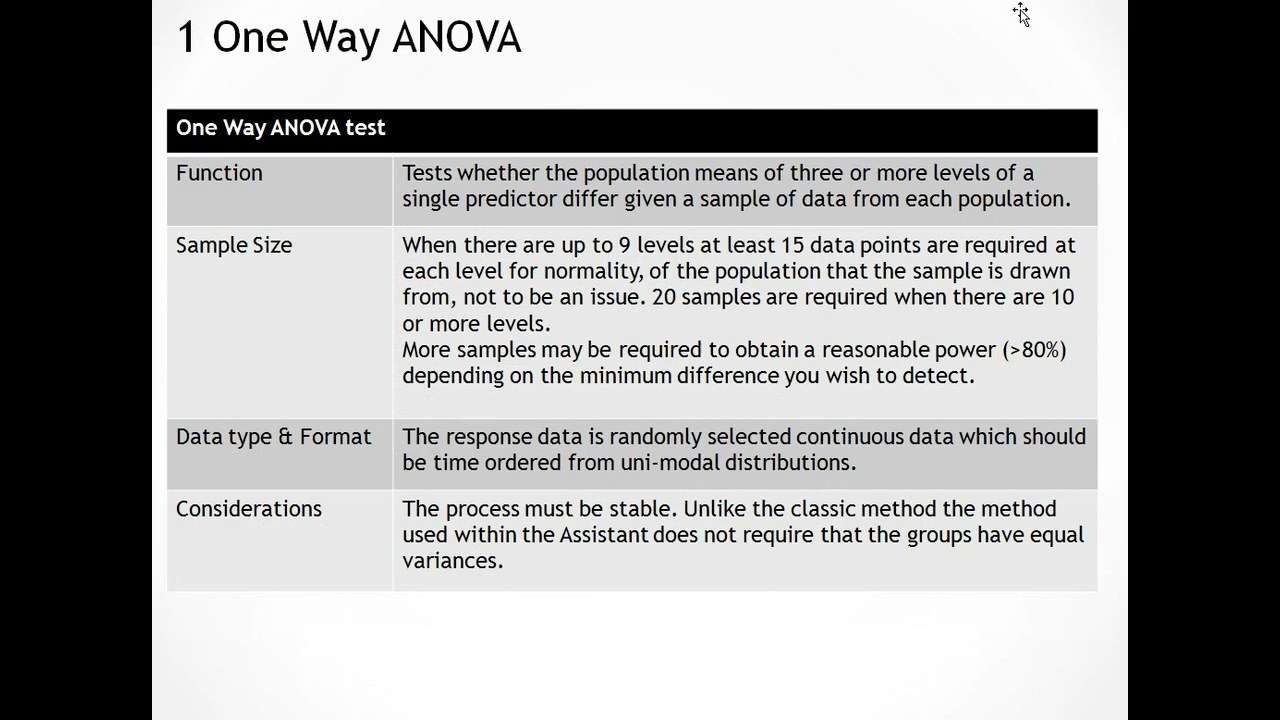 1 One Way ANOVA
One Way ANOVA test
Function
Tests whether the population means of three or more levels of a
single predictor differ given a sample of data from each population.
Sample Size
When there are up to 9 levels at least 15 data points are required at
each level for normality, of the population that the sample is drawn
from, not to be an issue. 20 samples are required when there are 10
or more levels.
More samples may be required to obtain a reasonable power (>80%)
depending on the minimum difference you wish to detect.
Data type & Format
The response data is randomly selected continuous data which should
be time ordered from uni-modal distributions.
Considerations
The process must be stable. Unlike the classic method the method
used within the Assistant does not require that the groups have equal
variances.